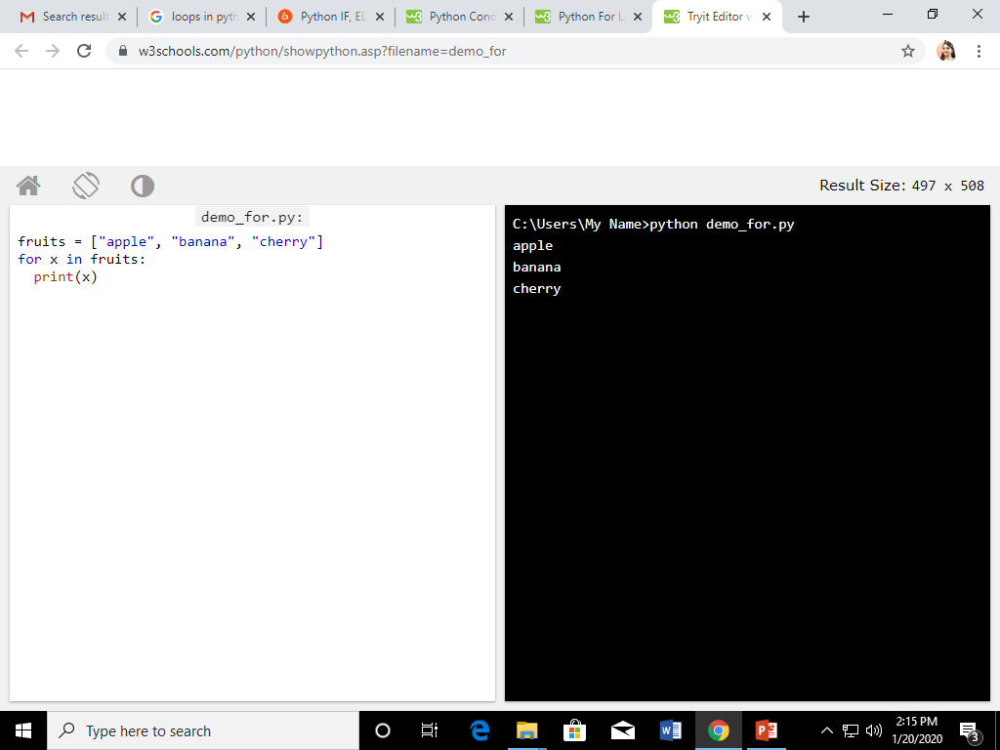 Search result
loops in pyth
Python IF, EL
Python Cond
Python For L
Tryit Editor v
w3schools.com/python/showpython.asp?filename=demo_for
Result Size: 497 x 508
demo_for.py:
fruits = ["apple", "banana", "cherry"]
for x in fruits:
  print(x)
C:\Users\My Name>python demo_for.py
apple
banana
cherry
Type here to search
2:15 PM
1/20/2020
3